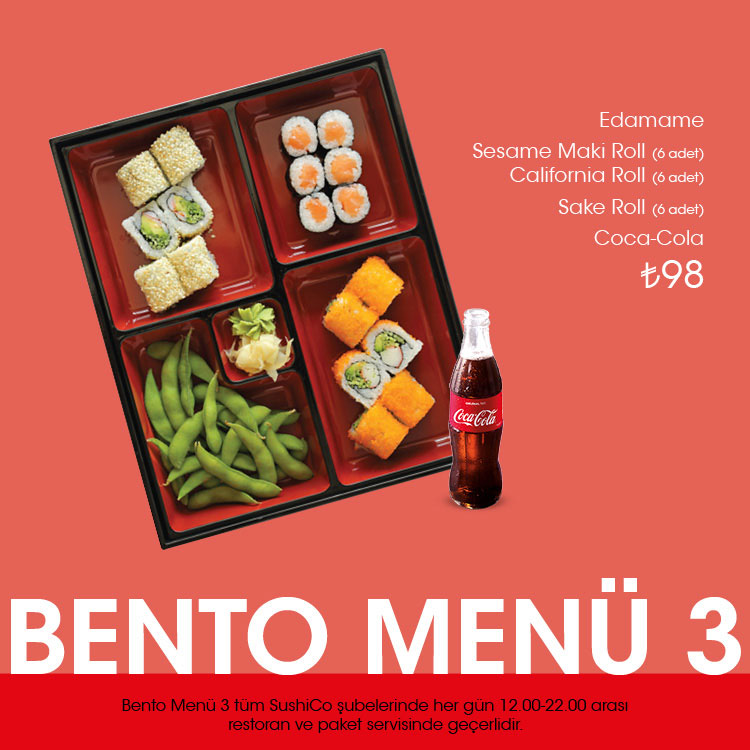 Edamame
Sesame Maki Roll (6 adet)
California Roll (6 adet)
Sake Roll (6 adet)
Coca-Cola
₺98
Coca-Cola
BENTO MENÜ 3
Bento Menü 3 tüm SushiCo şubelerinde her gün 12.00-22.00 arası
restoran ve paket servisinde geçerlidir.